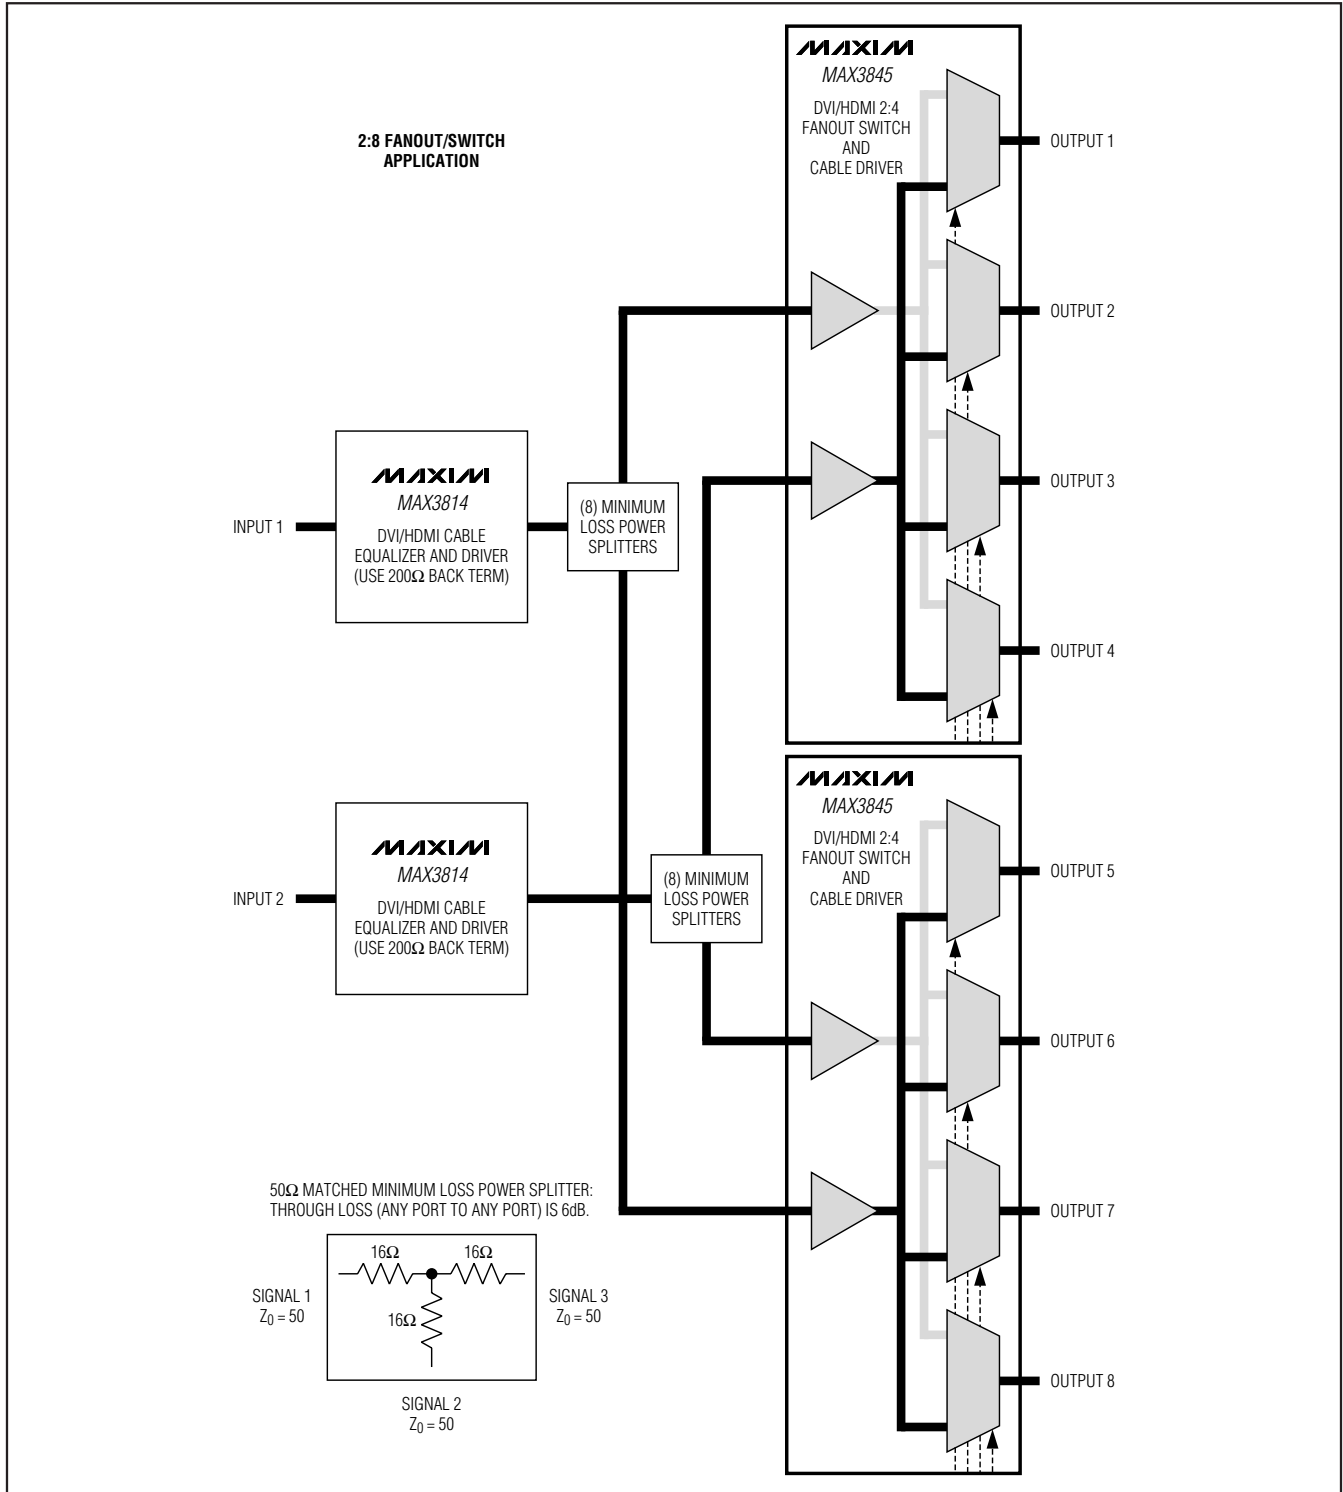 2:8 FANOUT/SWITCH
APPLICATION
MAXIM
MAX3845
DVI/HDMI 2:4
FANOUT SWITCH
AND
CABLE DRIVER
OUTPUT 1
OUTPUT 2
OUTPUT 3
OUTPUT 4
INPUT 1
MAXIM
MAX3814
DVI/HDMI CABLE
EQUALIZER AND DRIVER
(USE 200Ω BACK TERM)
(8) MINIMUM
LOSS POWER
SPLITTERS
INPUT 2
MAXIM
MAX3814
DVI/HDMI CABLE
EQUALIZER AND DRIVER
(USE 200Ω BACK TERM)
(8) MINIMUM
LOSS POWER
SPLITTERS
MAXIM
MAX3845
DVI/HDMI 2:4
FANOUT SWITCH
AND
CABLE DRIVER
OUTPUT 5
OUTPUT 6
OUTPUT 7
OUTPUT 8
50Ω MATCHED MINIMUM LOSS POWER SPLITTER:
THROUGH LOSS (ANY PORT TO ANY PORT) IS 6dB.
16Ω
16Ω
16Ω
SIGNAL 1
Z0 = 50
SIGNAL 3
Z0 = 50
SIGNAL 2
Z0 = 50